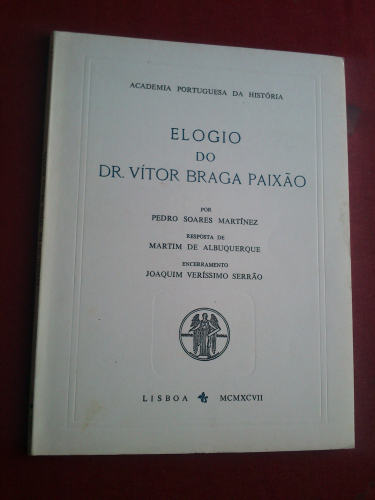 ACADEMIA PORTUGUESA DA HISTÓRIA
ELOGIO
DO
DR. VÍTOR BRAGA PAIXÃO
POR
PEDRO SOARES MARTÍNEZ
RESPOSTA DE
MARTIM DE ALBUQUERQUE
ENCERRAMENTO
JOAQUIM VERÍSSIMO SERRÃO
LISBOA MCMXCVII